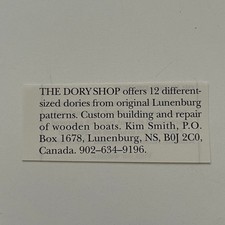 THE DORY SHOP offers 12 different-
sized dories from original Lunenburg
patterns. Custom building and repair
of wooden boats. Kim Smith, P.O.
Box 1678, Lunenburg, NS, B0J 2C0,
Canada. 902–634–9196.